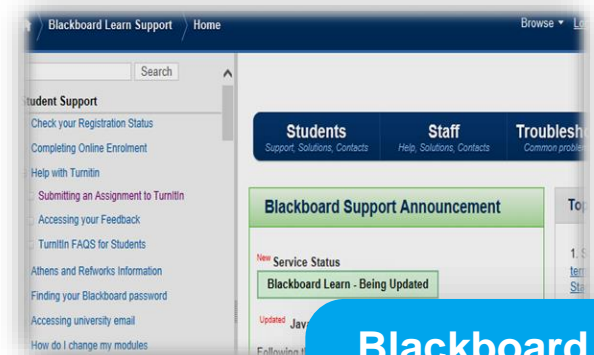 Blackboard Learn Support Home
Browse
Search
Student Support
Check your Registration Status
Completing Online Enrolment
Help with Turnitin
Submitting an Assignment to TurnItIn
Accessing your Feedback
TurnItIn FAQS for Students
Athens and Refworks Information
Finding your Blackboard password
Accessing university email
How do I change my modules
Students
Support, Solutions, Contacts
Staff
Help, Solutions, Contacts
Common
Blackboard Support Announcement
New Service Status
Blackboard Learn - Being Updated
Updated
Following
1.
Blackboard